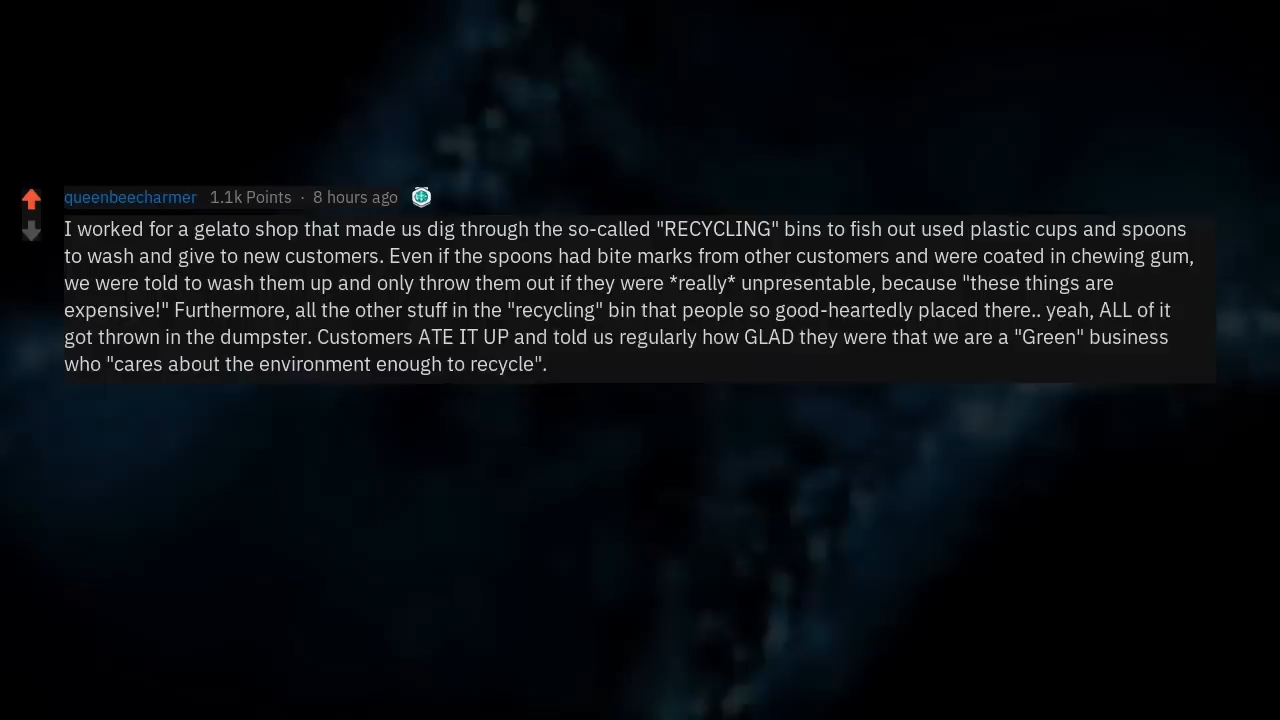 queenbeecharmer 1.1k Points · 8 hours ago
I worked for a gelato shop that made us dig through the so-called "RECYCLING" bins to fish out used plastic cups and spoons
to wash and give to new customers. Even if the spoons had bite marks from other customers and were coated in chewing gum,
we were told to wash them up and only throw them out if they were *really* unpresentable, because "these things are
expensive!" Furthermore, all the other stuff in the "recycling" bin that people so good-heartedly placed there.. yeah, ALL of it
got thrown in the dumpster. Customers ATE IT UP and told us regularly how GLAD they were that we are a "Green" business
who "cares about the environment enough to recycle".